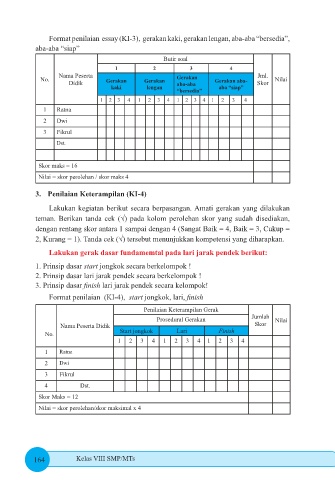 Format penilaian essay (KI-3), gerakan kaki, gerakan lengan, aba-aba “bersedia”,
aba-aba “siap”
No. Nama Peserta Didik Butir soal Jml. Skor Nilai
1 2 3 4
Gerakan kaki Gerakan lengan Gerakan aba-aba “bersedia” Gerakan aba-aba “siap”
1 2 3 4 1 2 3 4 1 2 3 4 1 2 3 4
1 Ratna
2 Dwi
3 Fikrul
Dst.
Skor maks = 16
Nilai = skor perolehan / skor maks 4
3. Penilaian Keterampilan (KI-4)
Lakukan kegiatan berikut secara berpasangan. Amati gerakan yang dilakukan
teman. Berikan tanda cek (√) pada kolom perolehan skor yang sudah disediakan,
dengan rentang skor antara 1 sampai dengan 4 (Sangat Baik = 4, Baik = 3, Cukup =
2, Kurang = 1). Tanda cek (√) tersebut menunjukkan kompetensi yang diharapkan.
Lakukan gerak dasar fundamental pada lari jarak pendek berikut:
1. Prinsip dasar start jongkok secara berkelompok !
2. Prinsip dasar lari jarak pendek secara berkelompok !
3. Prinsip dasar finish lari jarak pendek secara kelompok!
Format penilaian (KI-4), start jongkok, lari, finish
No. Nama Peserta Didik Penilaian Keterampilan Gerak Jumlah Skor Nilai
Prosedural Gerakan
Start jongkok Lari Finish
1 2 3 4 1 2 3 4 1 2 3 4
1 Ratna
2 Dwi
3 Fikrul
4 Dst.
Skor Maks = 12
Nilai = skor perolehan/skor maksimal x 4
164 Kelas VIII SMP/MTs